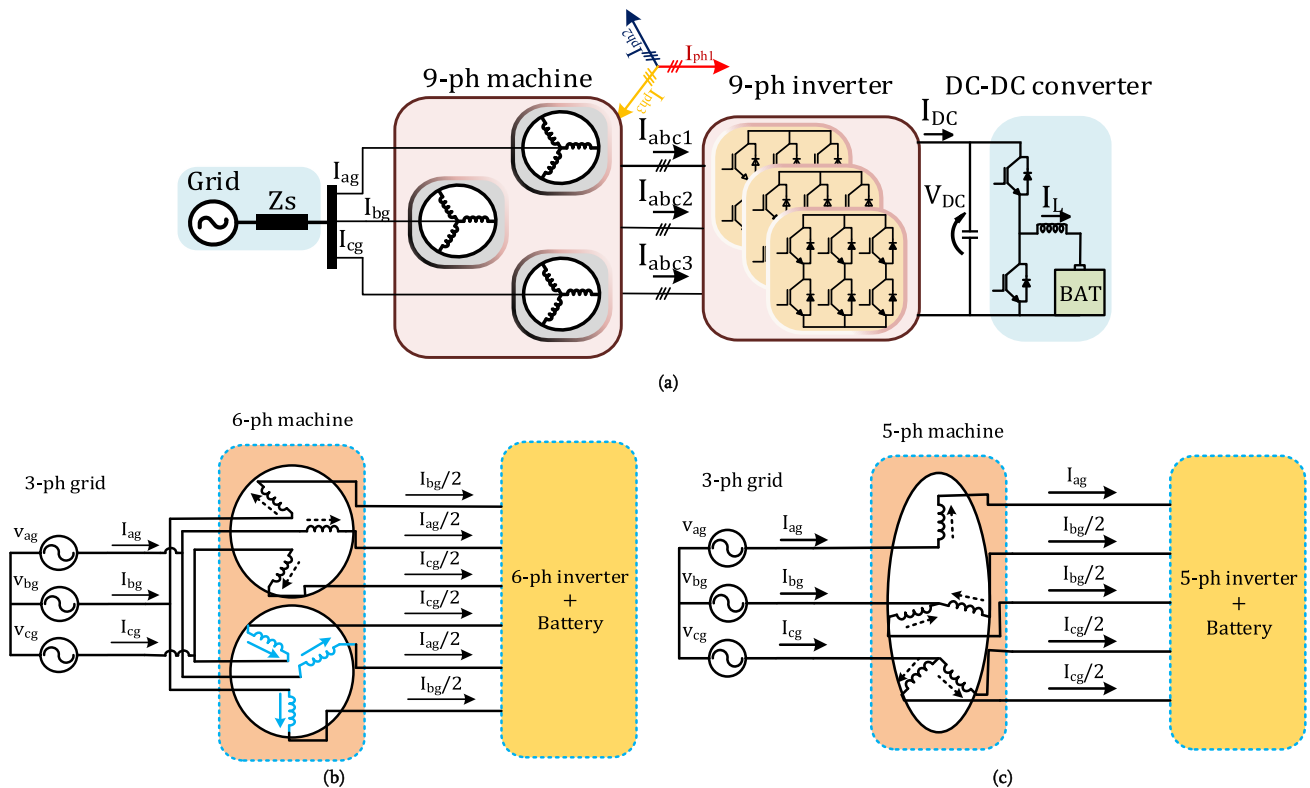 9-ph machine
I_ph2
I_ph1
I_ph3
9-ph inverter
DC-DC converter
Grid
Zs
I_ag
I_bg
I_cg
I_abc1
I_abc2
I_abc3
I_DC
V_DC
I_L
BAT
(a)
6-ph machine
3-ph grid
v_ag
v_bg
v_cg
I_ag
I_bg
I_cg
I_bg/2
I_ag/2
I_cg/2
I_cg/2
I_ag/2
I_bg/2
6-ph inverter
+
Battery
(b)
5-ph machine
3-ph grid
v_ag
v_bg
v_cg
I_ag
I_bg
I_cg
I_ag
I_bg/2
I_bg/2
I_cg/2
I_cg/2
5-ph inverter
+
Battery
(c)